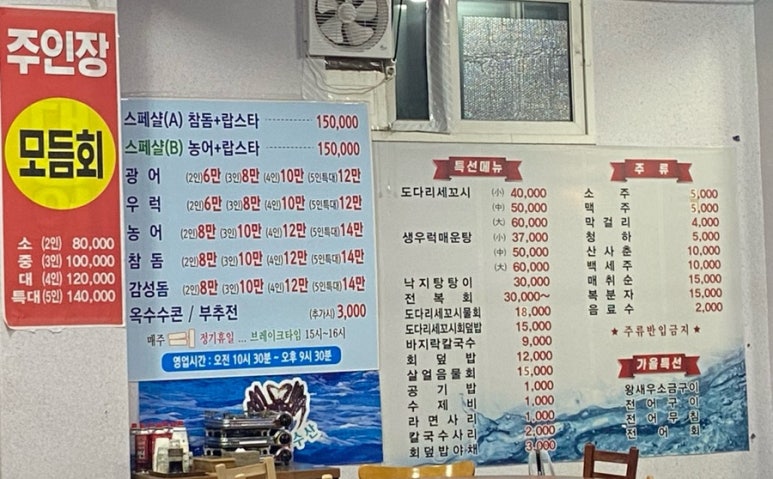 주인장
모듬회
소 (2인) 80,000
중 (3인) 100,000
대 (4인) 120,000
특대(5인) 140,000
스페샬(A) 참돔+랍스타 150,000
스페샬(B) 농어+랍스타 150,000
광어 (2인)6만 (3인)8만 (4인)10만 (5인특대)12만
우럭 (2인)6만 (3인)8만 (4인)10만 (5인특대)12만
농어 (2인)8만 (3인)10만 (4인)12만 (5인특대)14만
참돔 (2인)8만 (3인)10만 (4인)12만 (5인특대)14만
감성돔 (2인)8만 (3인)10만 (4인)12만 (5인특대)14만
옥수수콘 / 부추전 (추가시) 3,000
매주 정기휴일 ... 브레이크타임 15시~16시
영업시간 : 오전 10시 30분 ~ 오후 9시 30분
수산
특선메뉴
도다리세꼬시 (小) 40,000
(中) 50,000
(大) 60,000
생우럭매운탕 (小) 37,000
(中) 50,000
(大) 60,000
낙지탕탕이 30,000
전복회 30,000~
도다리세꼬시물회 18,000
도다리세꼬시회덮밥 15,000
바지락칼국수 9,000
회덮밥 12,000
살얼음물회 15,000
공기밥 1,000
수제비 1,000
라면사리 1,000
칼국수사리 2,000
회덮밥야채 3,000
주류
소주 5,000
맥주 5,000
막걸리 4,000
청하 5,000
산사춘 10,000
백세주 10,000
매취순 15,000
복분자 15,000
음료수 2,000
★ 주류반입금지 ★
가을특선
왕새우소금구이
전어구이
전어무침
전어회